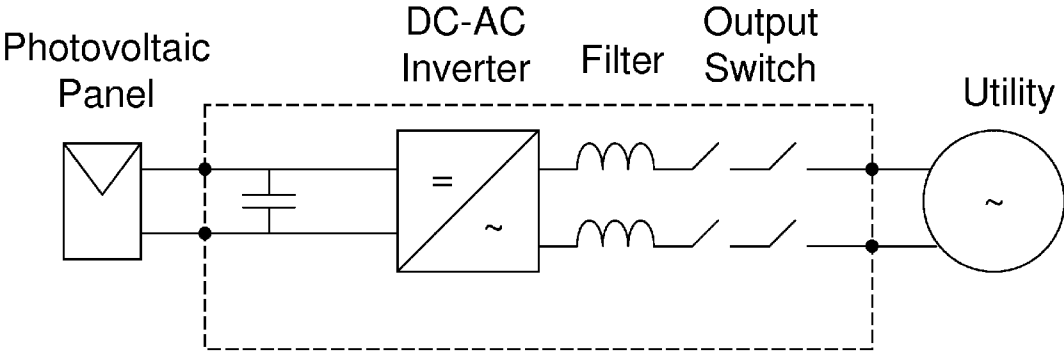 Photovoltaic
Panel
DC-AC
Inverter
Filter
Output
Switch
Utility
=
~
~